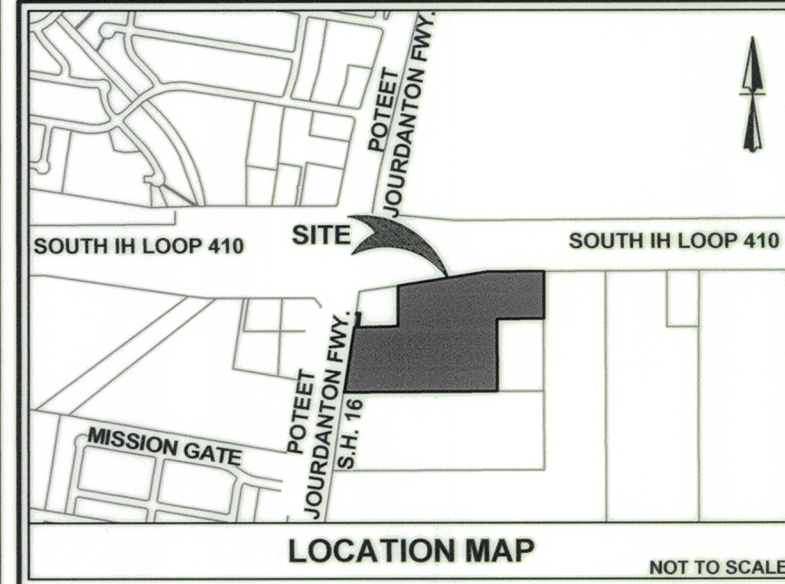 POTEET
JOURDANTON FWY.
SOUTH IH LOOP 410
SITE
SOUTH IH LOOP 410
POTEET
JOURDANTON FWY.
S.H. 16
MISSION GATE
LOCATION MAP
NOT TO SCALE